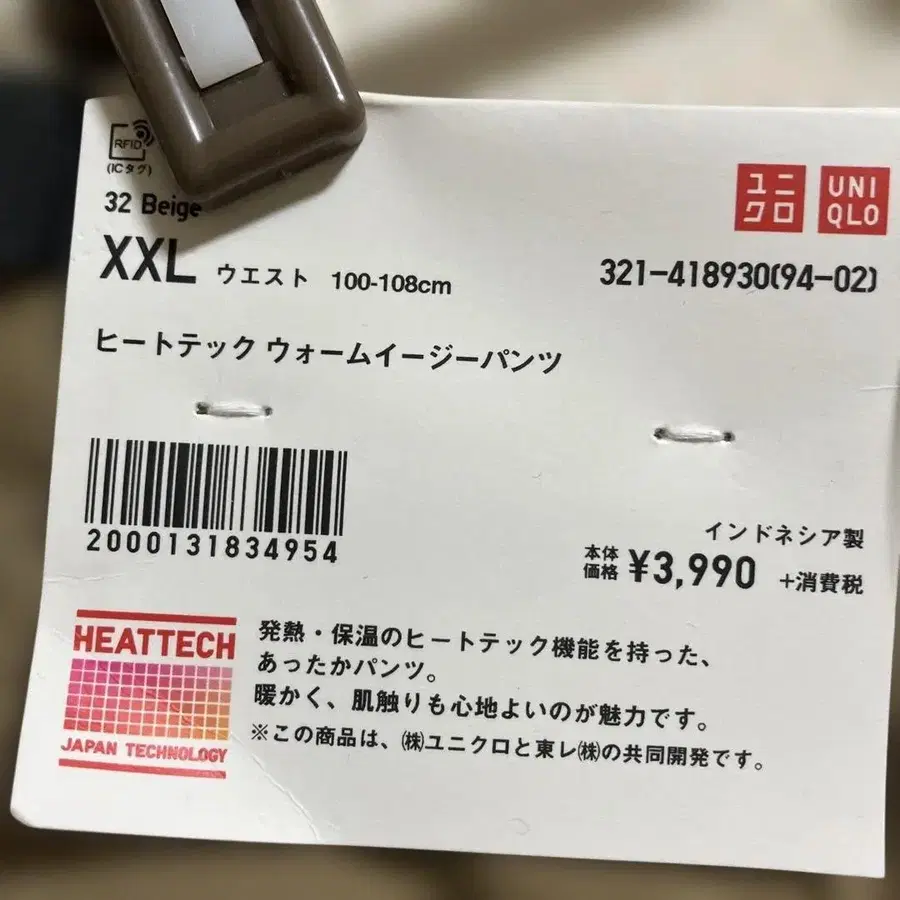 RFID
(ICタグ)
32 Beige
ユニ
クロ
UNI
QLO
XXL ウエスト 100-108cm
321-418930(94-02)
ヒートテック ウォームイージーパンツ
2000131834954
インドネシア製
本体
価格 ¥3,990 +消費税
HEATTECH
JAPAN TECHNOLOGY
発熱・保温のヒートテック機能を持った、
あったかパンツ。
暖かく、肌触りも心地よいのが魅力です。
※この商品は、㈱ユニクロと東レ㈱の共同開発です。